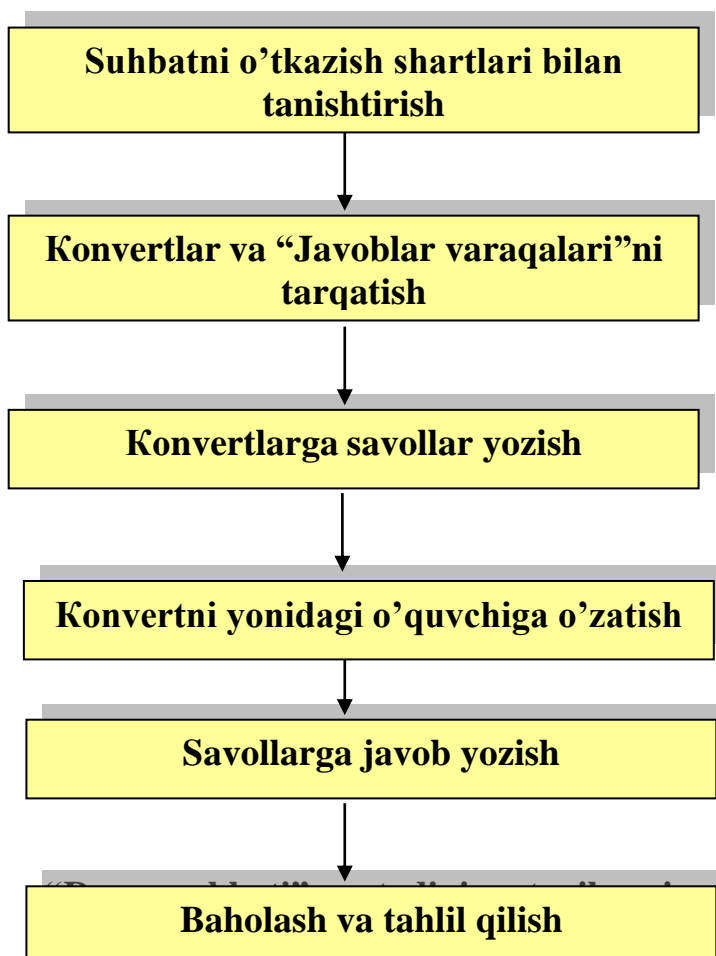 Suhbatni o’tkazish shartlari bilan
tanishtirish
Konvertlar va “Javoblar varaqalari”ni
tarqatish
Konvertlarga savollar yozish
Konvertni yonidagi o’quvchiga o’zatish
Savollarga javob yozish
Baholash va tahlil qilish